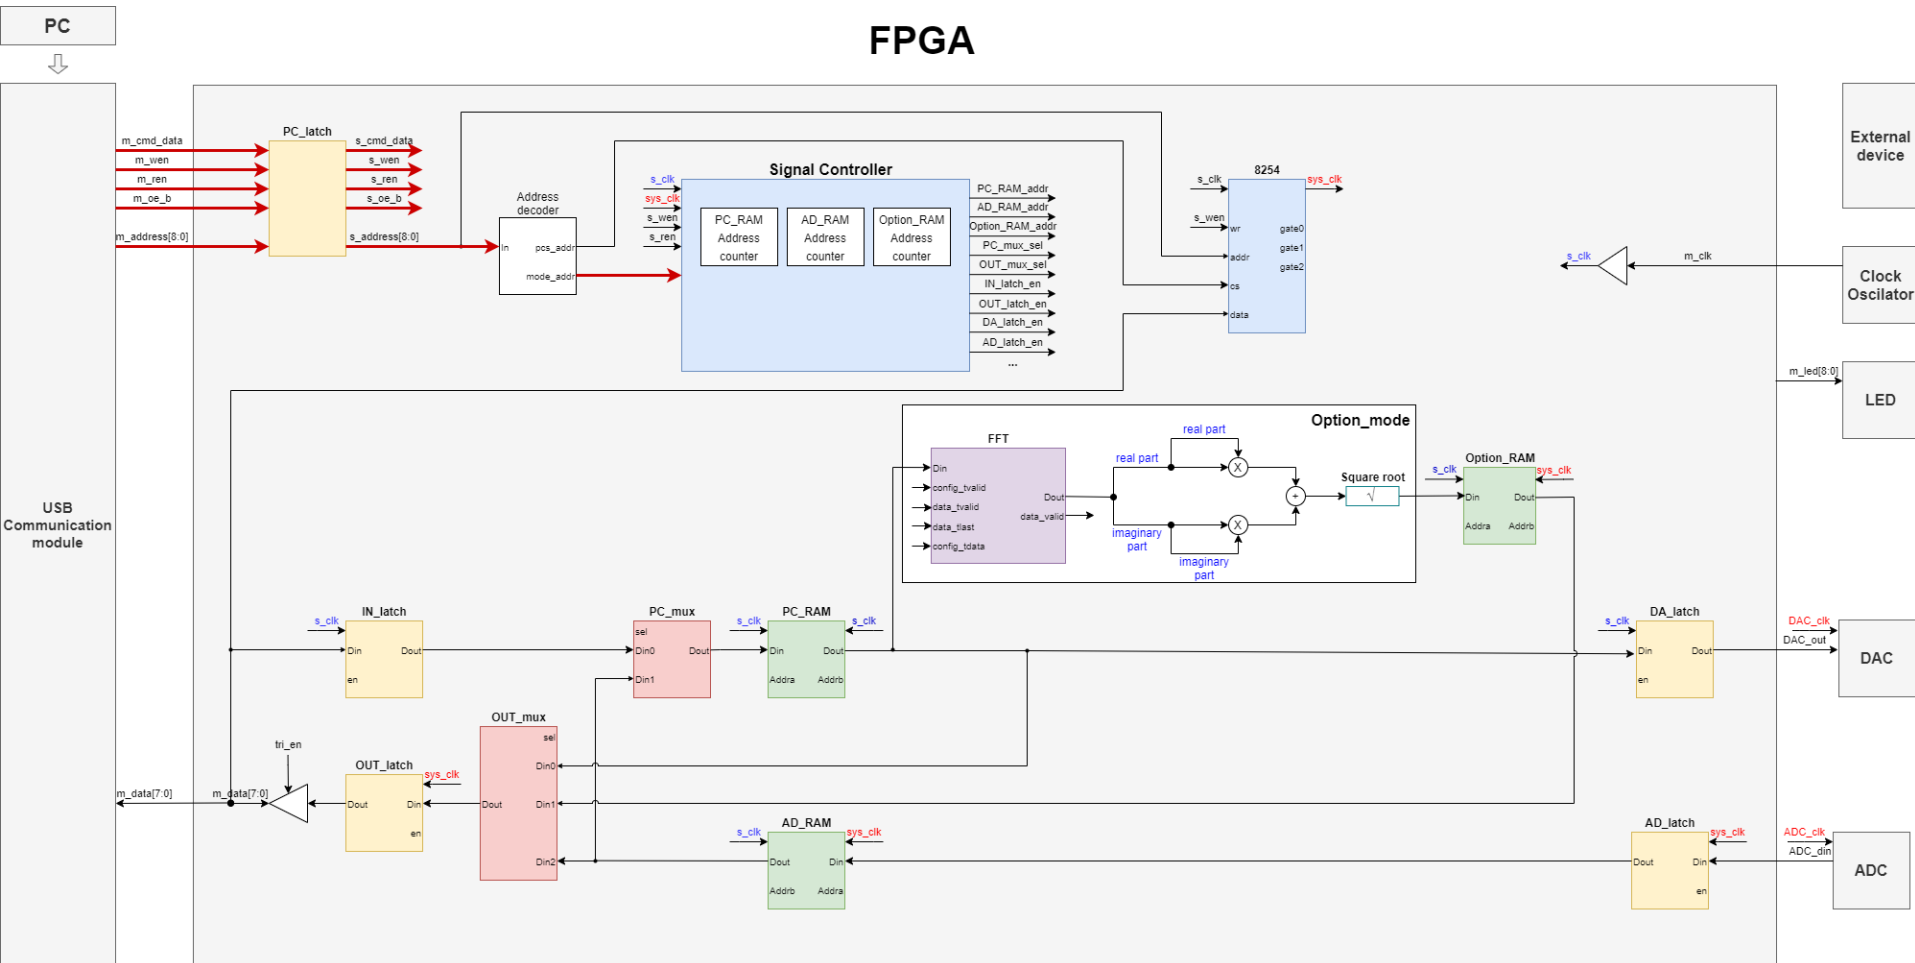 PC
FPGA
USB
Communication
module
m_cmd_data
m_wen
m_ren
m_oe_b
m_address[8:0]
PC_latch
s_cmd_data
s_wen
s_ren
s_oe_b
s_address[8:0]
Address
decoder
In
pcs_addr
mode_addr
Signal Controller
s_clk
sys_clk
s_wen
s_ren
PC_RAM
Address
counter
AD_RAM
Address
counter
Option_RAM
Address
counter
PC_RAM_addr
AD_RAM_addr
Option_RAM_addr
PC_mux_sel
OUT_mux_sel
IN_latch_en
OUT_latch_en
DA_latch_en
AD_latch_en
...
8254
s_clk
sys_clk
s_wen
wr
addr
cs
data
gate0
gate1
gate2
External
device
s_clk
m_clk
Clock
Oscilator
m_led[8:0]
LED
Option_mode
FFT
Din
config_tvalid
data_tvalid
data_tlast
config_tdata
Dout
data_valid
real part
real part
imaginary
part
imaginary
part
X
X
+
Square root
√
Option_RAM
s_clk
sys_clk
Din
Dout
Addra
Addrb
IN_latch
s_clk
Din
Dout
en
PC_mux
sel
Din0
Dout
Din1
PC_RAM
s_clk
s_clk
Din
Dout
Addra
Addrb
DA_latch
s_clk
Din
Dout
en
DAC_clk
DAC_out
DAC
OUT_mux
sel
Din0
Dout
Din1
Din2
tri_en
OUT_latch
sys_clk
Dout
Din
en
m_data[7:0]
m_data[7:0]
AD_RAM
s_clk
sys_clk
Dout
Din
Addrb
Addra
AD_latch
sys_clk
Dout
Din
en
ADC_clk
ADC_din
ADC